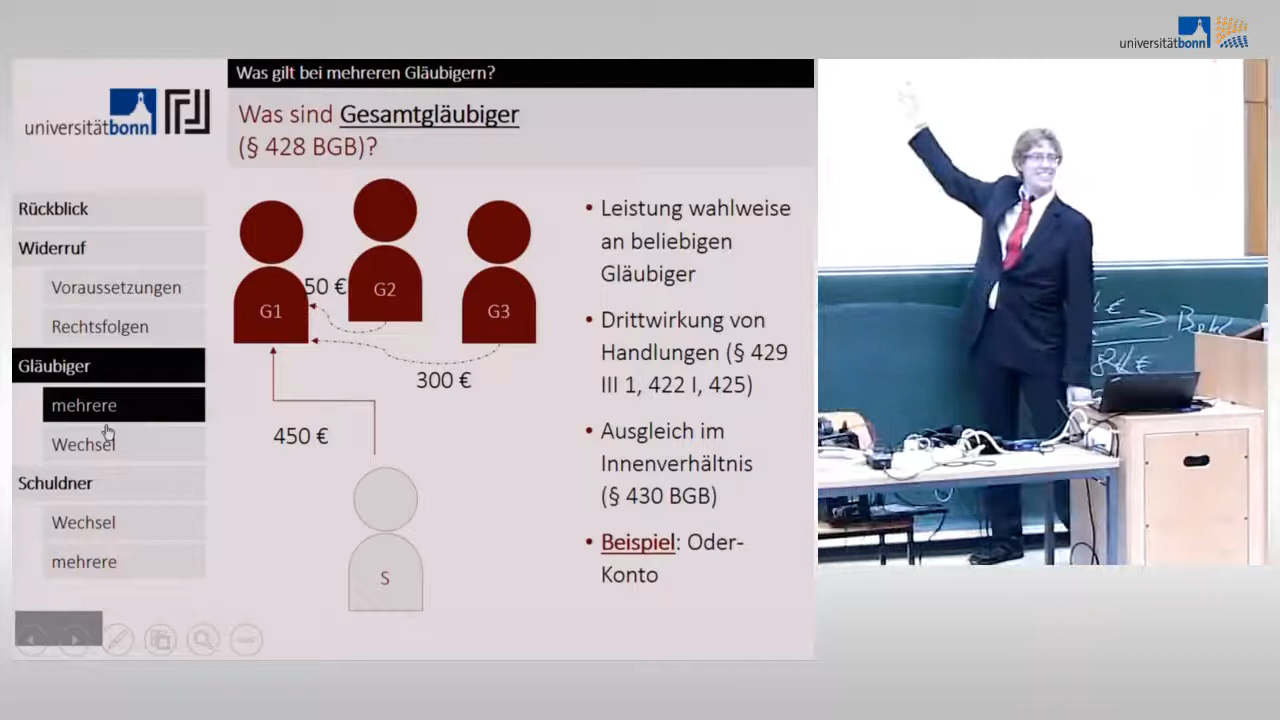 universitätbonn
Was gilt bei mehreren Gläubigern?
universitätbonn
Was sind Gesamtgläubiger
(§ 428 BGB)?
Rückblick
Widerruf
Voraussetzungen
Rechtsfolgen
Gläubiger
mehrere
Wechsel
Schuldner
Wechsel
mehrere
G1
50 €
G2
G3
300 €
450 €
S
• Leistung wahlweise
an beliebigen
Gläubiger
• Drittwirkung von
Handlungen (§ 429
III 1, 422 I, 425)
• Ausgleich im
Innenverhältnis
(§ 430 BGB)
• Beispiel: Oder-
Konto